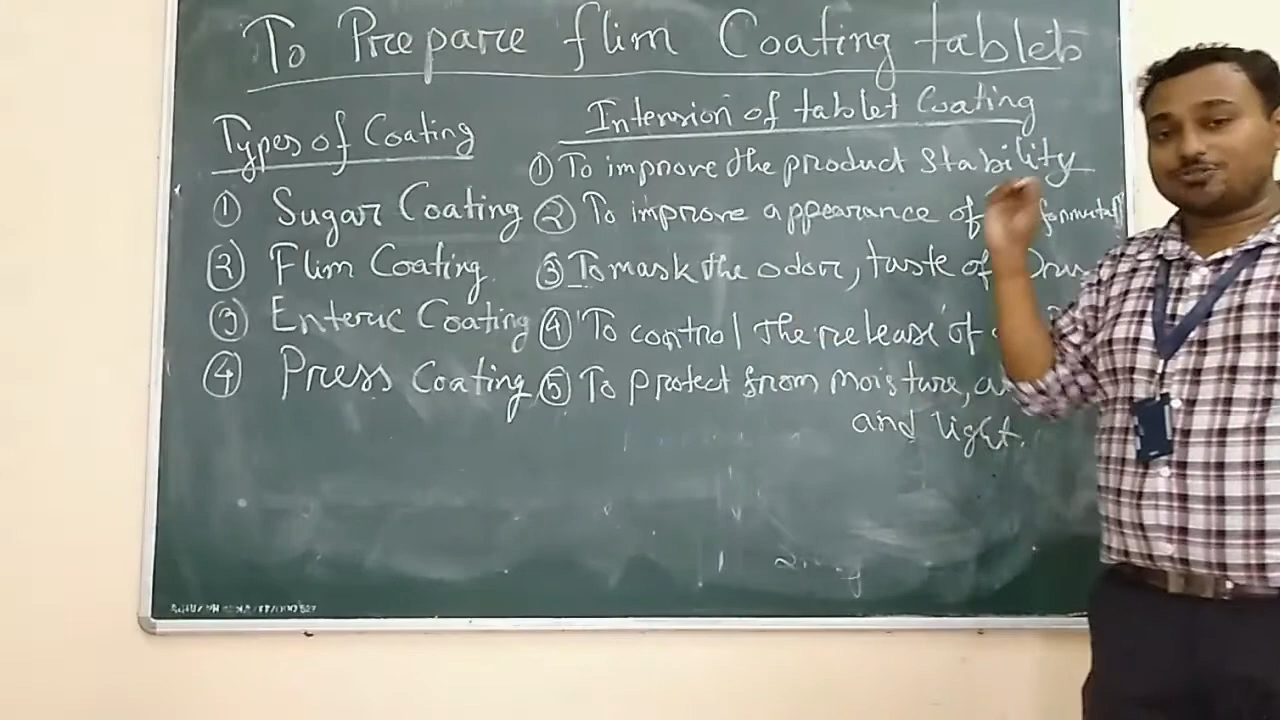 To Prepare flim Coating tablets
Types of Coating
① Sugar Coating
② Flim Coating
③ Enteric Coating
④ Press Coating
Intension of tablet Coating
① To improve the product Stability
② To improve appearance of
③ To mask the odor, taste of
④ To control the release of
⑤ To protect from moisture,
and light.